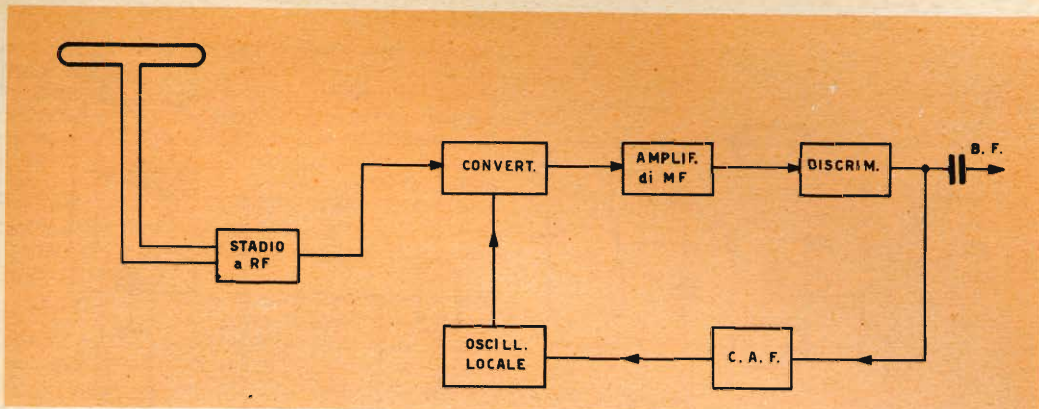 STADIO
a RF
CONVERT.
AMPLIF.
di MF
DISCRIM.
B. F.
OSCILL.
LOCALE
C. A. F.